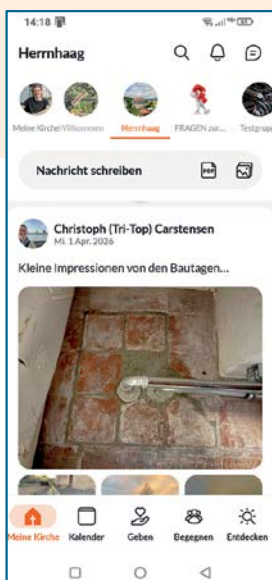 14:18
Herrnhaag
Meine Kirche
Willkommen
Herrnhaag
FRAGEN zur...
Testgrupp
Nachricht schreiben
PDF
Christoph (Tri-Top) Carstensen
Mi. 1.Apr. 2026
Kleine Impressionen von den Bautagen...
Meine Kirche
Kalender
Geben
Begegnen
Entdecken